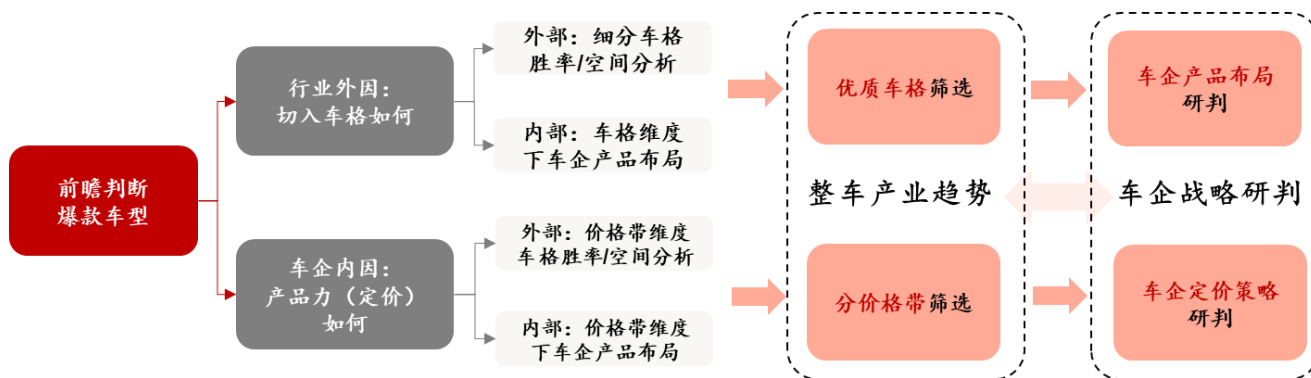 前瞻判断
爆款车型
行业外因：
切入车格如何
车企内因：
产品力（定价）
如何
外部：细分车格
胜率/空间分析
内部：车格维度
下车企产品布局
外部：价格带维度
车格胜率/空间分析
内部：价格带维度
下车企产品布局
优质车格筛选
整车产业趋势
分价格带筛选
车企产品布局
研判
车企战略研判
车企定价策略
研判